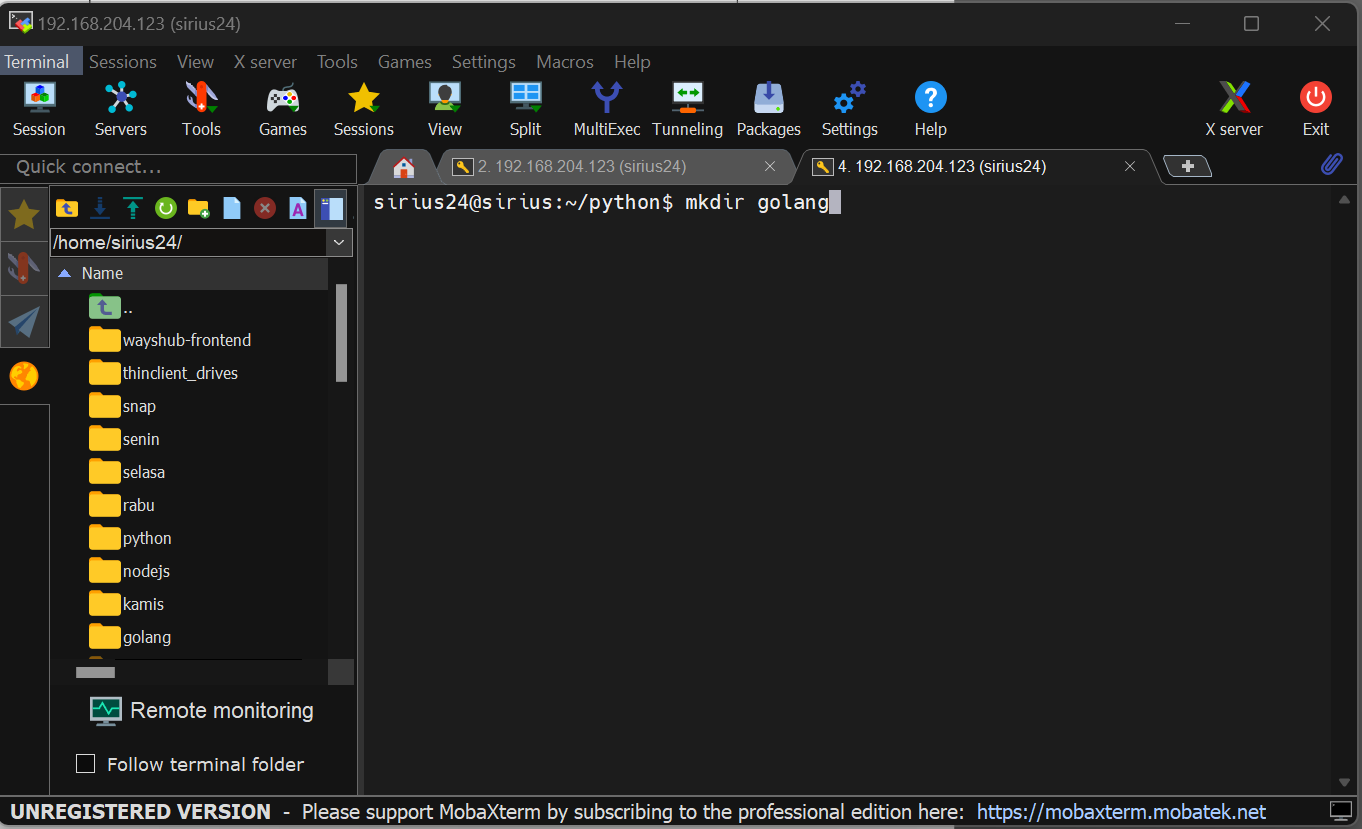 192.168.204.123 (sirius24)
Terminal Sessions View X server Tools Games Settings Macros Help
Session Servers Tools Games Sessions View Split MultiExec Tunneling Packages Settings Help X server Exit
Quick connect...
2. 192.168.204.123 (sirius24)
4. 192.168.204.123 (sirius24)
/home/sirius24/
Name
..
wayshub-frontend
thinclient_drives
snap
senin
selasa
rabu
python
nodejs
kamis
golang
Remote monitoring
Follow terminal folder
sirius24@sirius:~/python$ mkdir golang
UNREGISTERED VERSION - Please support MobaXterm by subscribing to the professional edition here: https://mobaxterm.mobatek.net